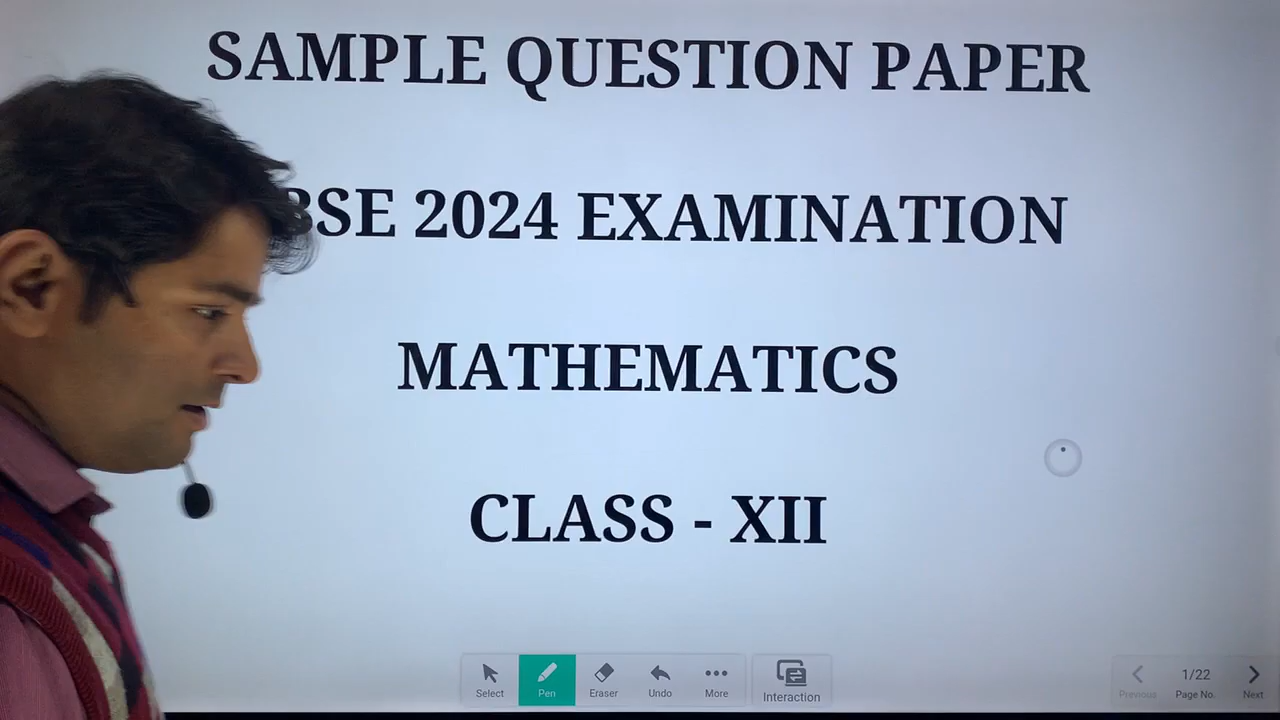 SAMPLE QUESTION PAPER
BSE 2024 EXAMINATION
MATHEMATICS
CLASS - XII
Select
Pen
Eraser
Undo
More
Interaction
1/22
Previous
Page No.
Next